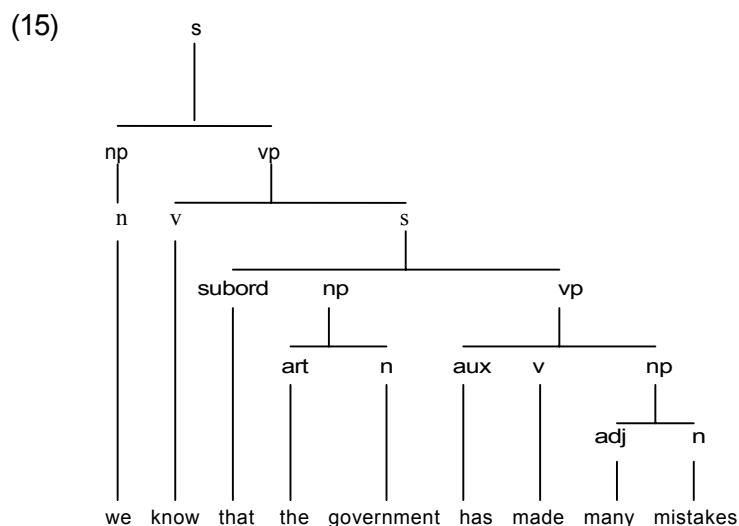 (15)
s
np vp
n v s
subord np vp
art n aux v np
adj n
we know that the government has made many mistakes